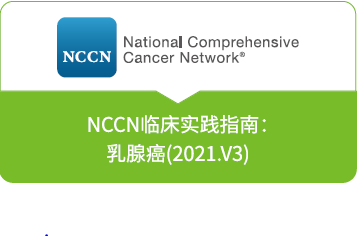 NCCN
National Comprehensive
Cancer Network®
NCCN临床实践指南：
乳腺癌(2021.V3)